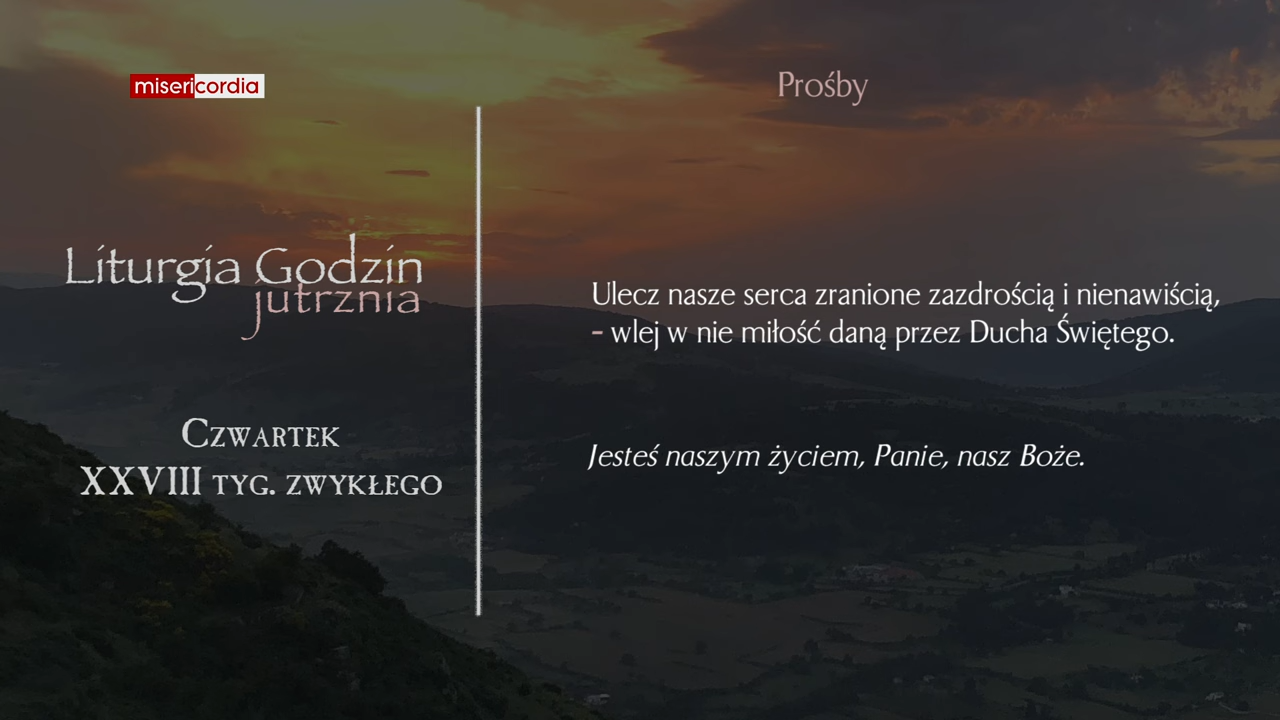 misericordia
Prośby
Liturgia Godzin
jutrznia
Czwartek
XXVIII tyg. zwykłego
Ulecz nasze serca zranione zazdrością i nienawiścią,
- wlej w nie miłość daną przez Ducha Świętego.
Jesteś naszym życiem, Panie, nasz Boże.